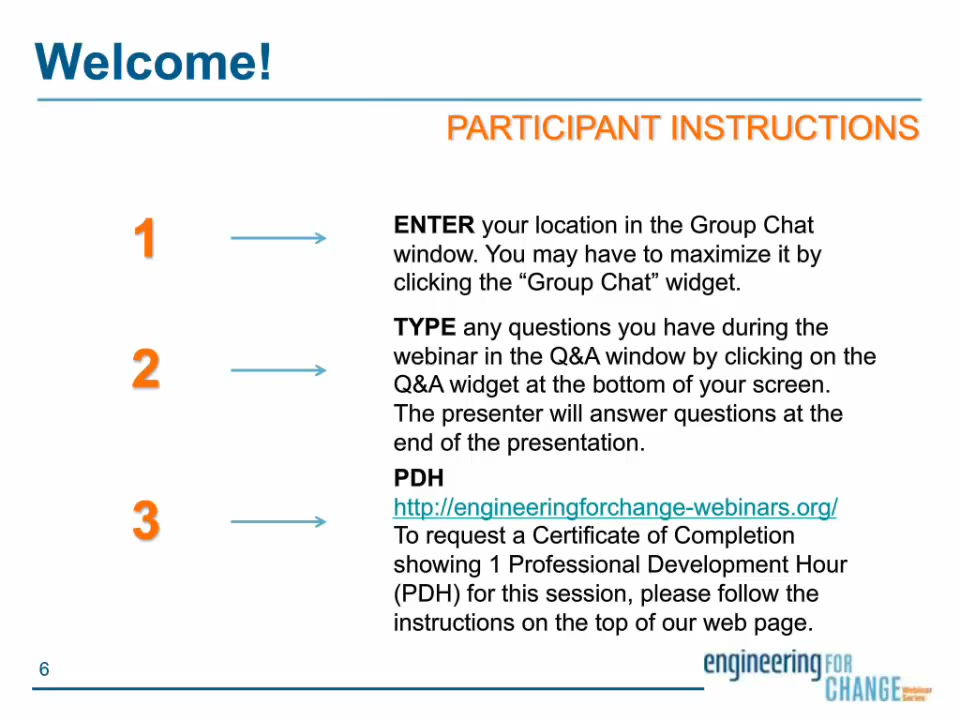 Welcome!
PARTICIPANT INSTRUCTIONS
1
ENTER your location in the Group Chat
window. You may have to maximize it by
clicking the “Group Chat” widget.
2
TYPE any questions you have during the
webinar in the Q&A window by clicking on the
Q&A widget at the bottom of your screen.
The presenter will answer questions at the
end of the presentation.
3
PDH
http://engineeringforchange-webinars.org/
To request a Certificate of Completion
showing 1 Professional Development Hour
(PDH) for this session, please follow the
instructions on the top of our web page.
6
engineering FOR
CHANGE Webinar
Series